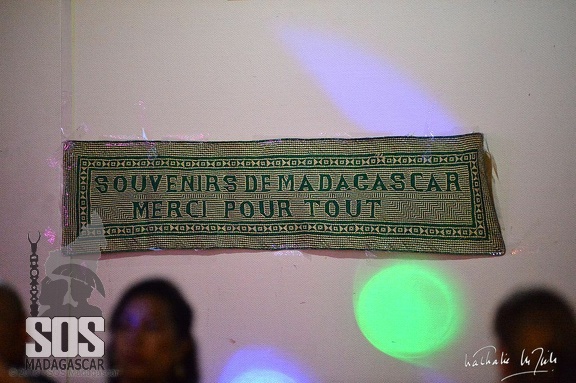 SOUVENIRS DE MADAGASCAR
MERCI POUR TOUT
SOS
MADAGASCAR